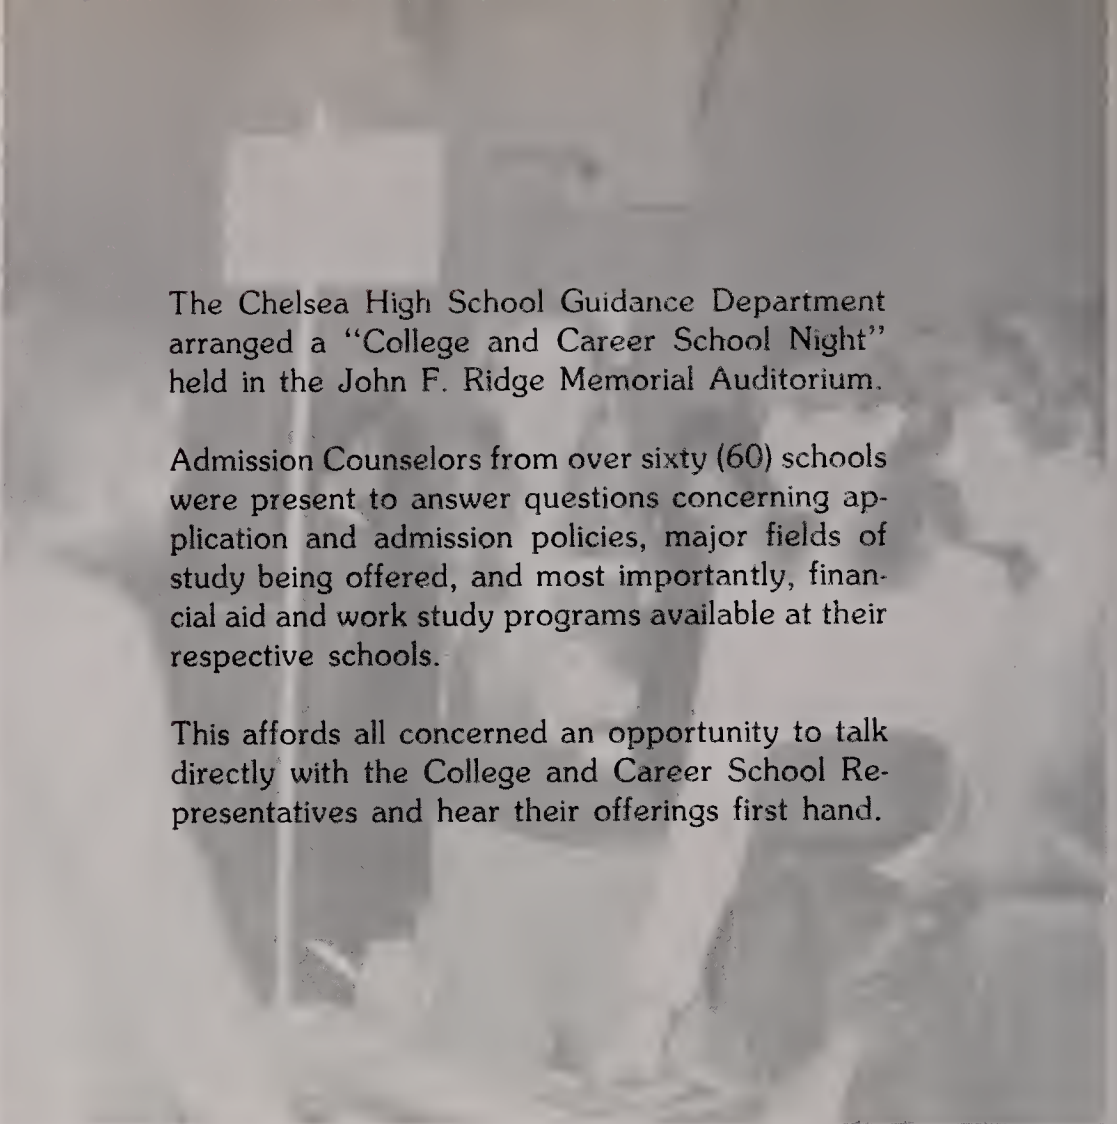 The Chelsea High School Guidance Department
arranged a “College and Career School Night”
held in the John F. Ridge Memorial Auditorium.
Admission Counselors from over sixty (60) schools
were present to answer questions concerning ap-
plication and admission policies, major fields of
study being offered, and most importantly, finan-
cial aid and work study programs available at their
respective schools.
This affords all concerned an opportunity to talk
directly with the College and Career School Re-
presentatives and hear their offerings first hand.